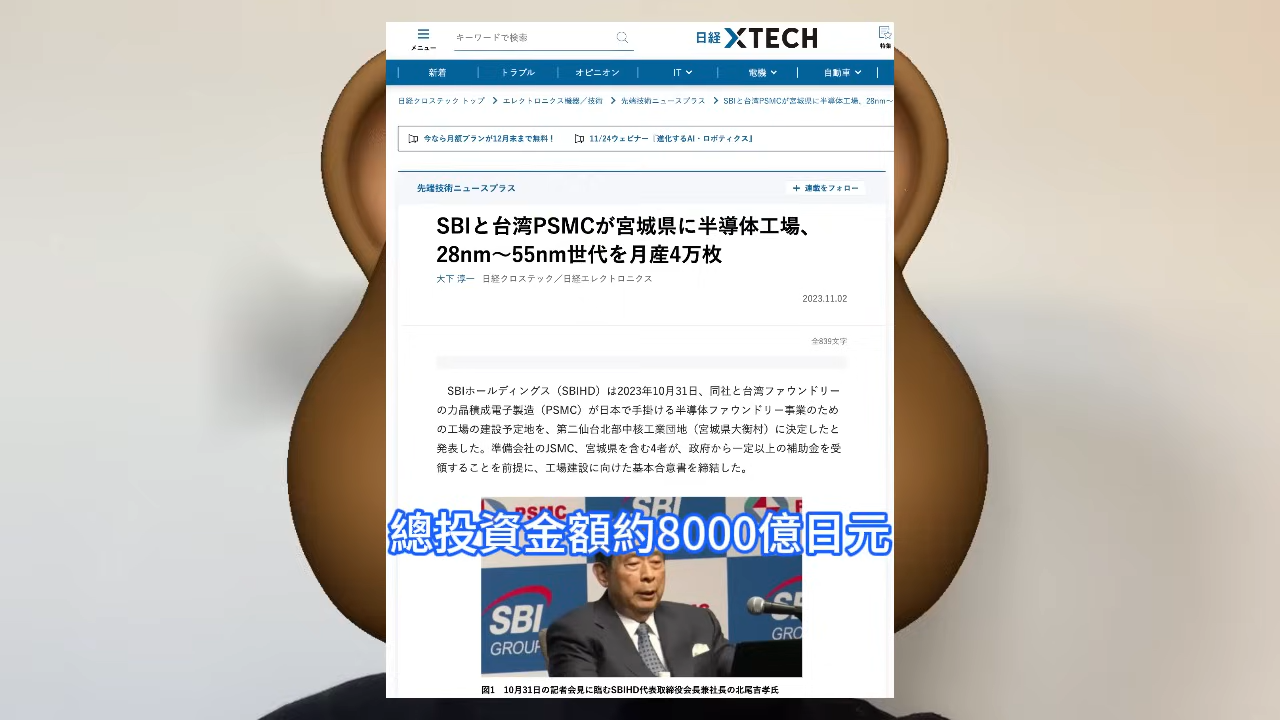 メニュー
キーワードで検索
日経 XTECH
特集
新着
トラブル
オピニオン
IT
電機
自動車
日経クロステック トップ
エレクトロニクス機器／技術
先端技術ニュースプラス
SBIと台湾PSMCが宮城県に半導体工場、28nm～
今なら月額プランが12月末まで無料！
11/24ウェビナー『進化するAI・ロボティクス』
先端技術ニュースプラス
＋ 連載をフォロー
SBIと台湾PSMCが宮城県に半導体工場、
28nm～55nm世代を月産4万枚
大下 淳一 日経クロステック／日経エレクトロニクス
2023.11.02
全839文字
SBIホールディングス（SBIHD）は2023年10月31日、同社と台湾ファウンドリー
の力晶積成電子製造（PSMC）が日本で手掛ける半導体ファウンドリー事業のため
の工場の建設予定地を、第二仙台北部中核工業団地（宮城県大衡村）に決定したと
発表した。準備会社のJSMC、宮城県を含む4者が、政府から一定以上の補助金を受
領することを前提に、工場建設に向けた基本合意書を締結した。
PSMC
SBI
總投資金額約8000億日元
SBI
GROUP
SBI
GRO
図1 10月31日の記者会見に臨むSBIHD代表取締役会長兼社長の北尾吉孝氏